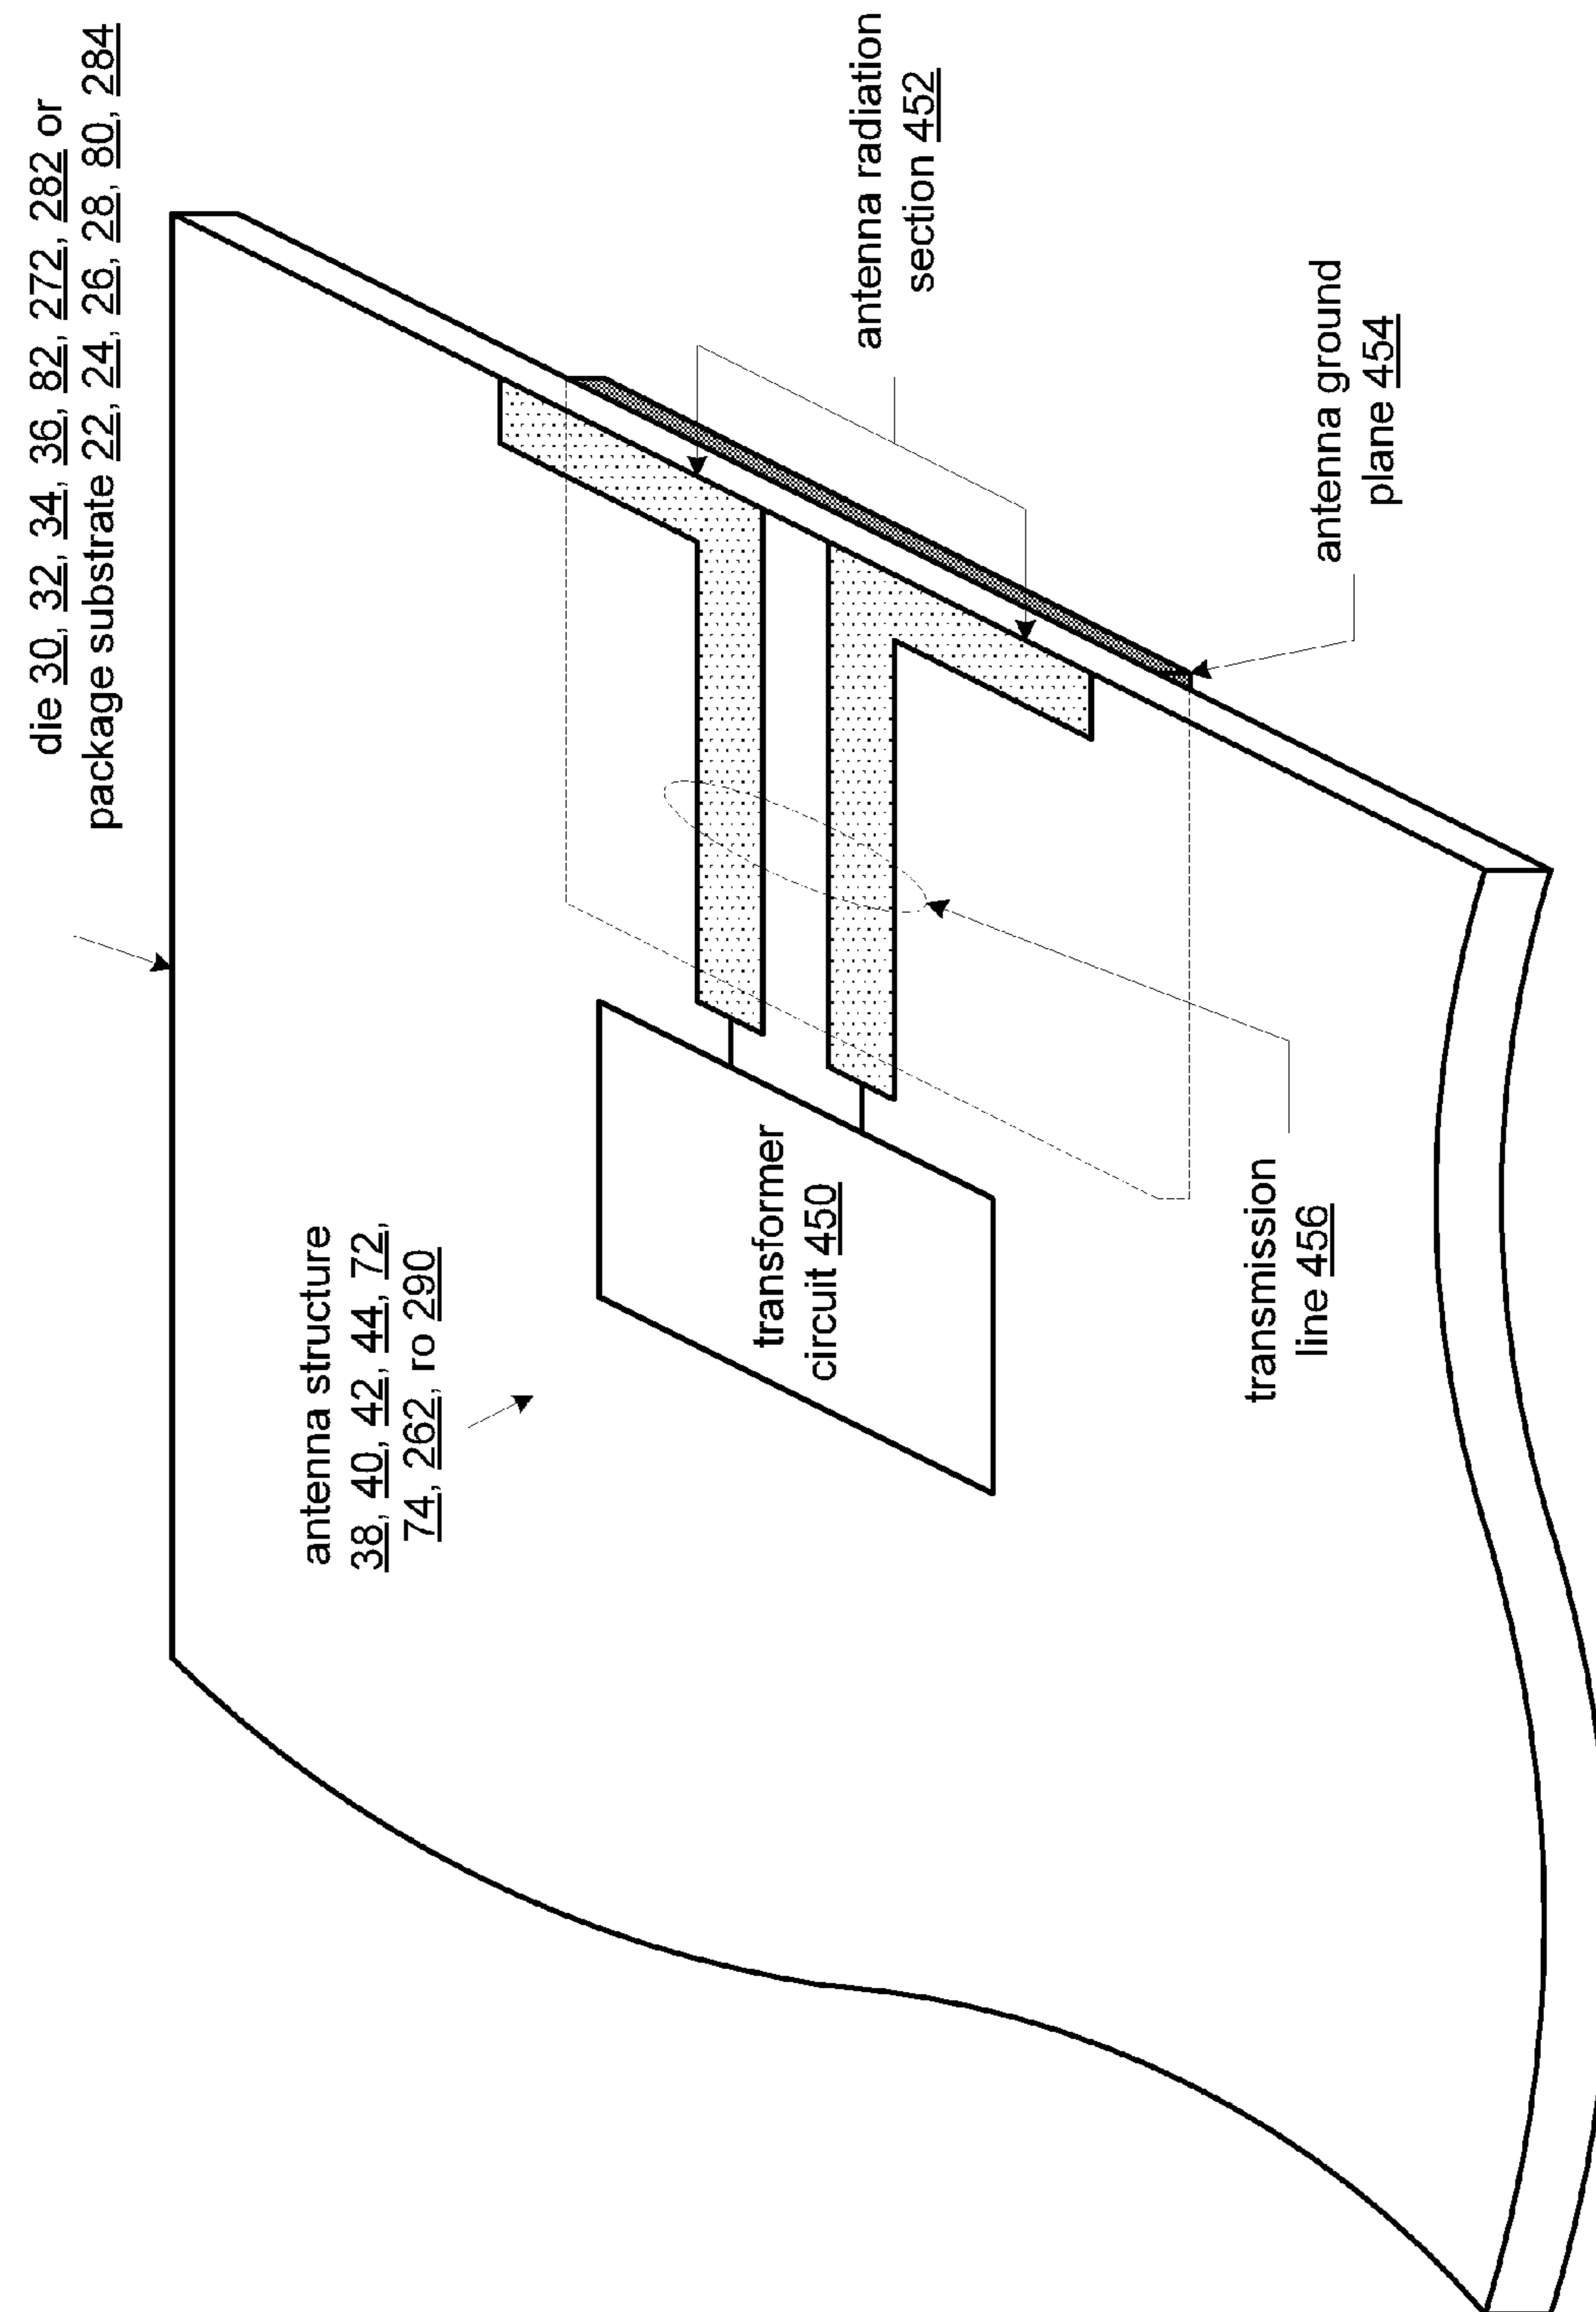 die 30, 32, 34, 36, 82, 272, 282 or
package substrate 22, 24, 26, 28, 80, 284
antenna structure
38, 40, 42, 44, 72,
74, 262, ro 290
transformer
circuit 450
antenna radiation
section 452
transmission
line 456
antenna ground
plane 454